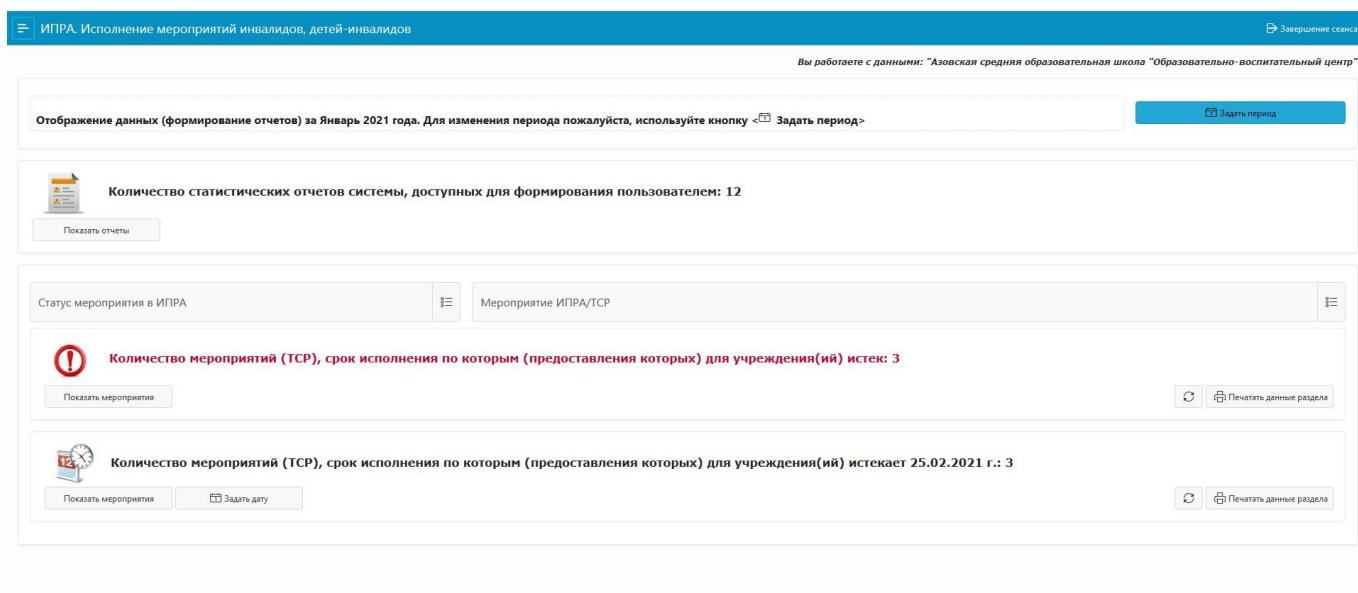 ИПРА. Исполнение мероприятий инвалидов, детей-инвалидов
Завершение сеанса
Вы работаете с данными: "Азовская средняя образовательная школа "Образовательно-воспитательный центр"
Отображение данных (формирование отчетов) за Январь 2021 года. Для изменения периода пожалуйста, используйте кнопку < Задать период>
Задать период
Количество статистических отчетов системы, доступных для формирования пользователем: 12
Показать отчеты
Статус мероприятия в ИПРА
Мероприятие ИПРА/ТСР
Количество мероприятий (ТСР), срок исполнения по которым (предоставления которых) для учреждения(ий) истек: 3
Показать мероприятия
Печатать данные раздела
Количество мероприятий (ТСР), срок исполнения по которым (предоставления которых) для учреждения(ий) истекает 25.02.2021 г.: 3
Показать мероприятия
Задать дату
Печатать данные раздела